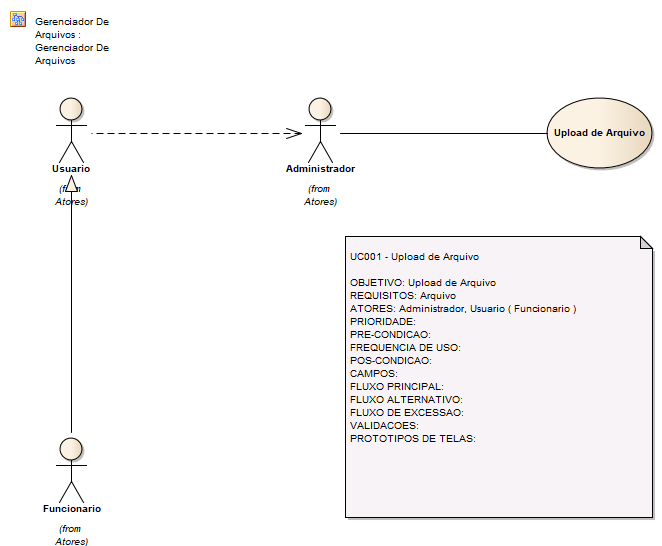 Gerenciador De
Arquivos :
Gerenciador De
Arquivos
Usuario
(from
Atores)
Administrador
(from
Atores)
Upload de Arquivo
UC001 - Upload de Arquivo
OBJETIVO: Upload de Arquivo
REQUISITOS: Arquivo
ATORES: Administrador, Usuario ( Funcionario )
PRIORIDADE:
PRE-CONDICAO:
FREQUENCIA DE USO:
POS-CONDICAO:
CAMPOS:
FLUXO PRINCIPAL:
FLUXO ALTERNATIVO:
FLUXO DE EXCESSAO:
VALIDACOES:
PROTOTIPOS DE TELAS:
Funcionario
(from
Atores)